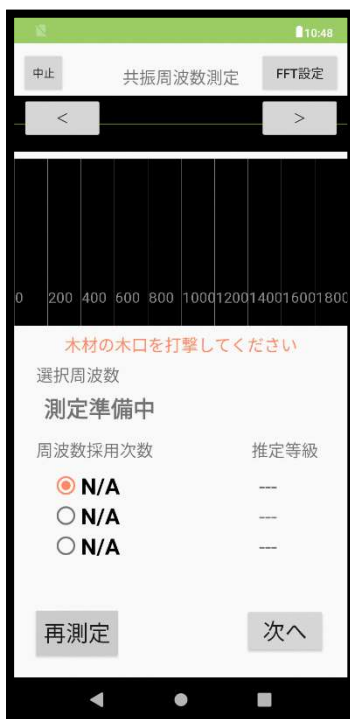 10:48
中止 共振周波数測定 FFT設定
< >
0 200 400 600 800 1000 1200 1400 1600 1800
木材の木口を打撃してください
選択周波数
測定準備中
周波数採用次数 推定等級
N/A ---
N/A ---
N/A ---
再測定 次へ